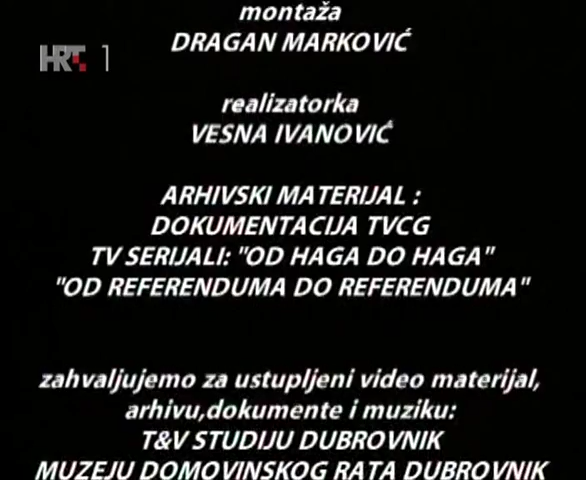 montaža
DRAGAN MARKOVIĆ
HRT 1
realizatorka
VESNA IVANOVIĆ
ARHIVSKI MATERIJAL :
DOKUMENTACIJA TVCG
TV SERIJALI: "OD HAGA DO HAGA"
"OD REFERENDUMA DO REFERENDUMA"
zahvaljujemo za ustupljeni video materijal,
arhivu,dokumente i muziku:
T&V STUDIJU DUBROVNIK
MUZEJU DOMOVINSKOG RATA DUBROVNIK